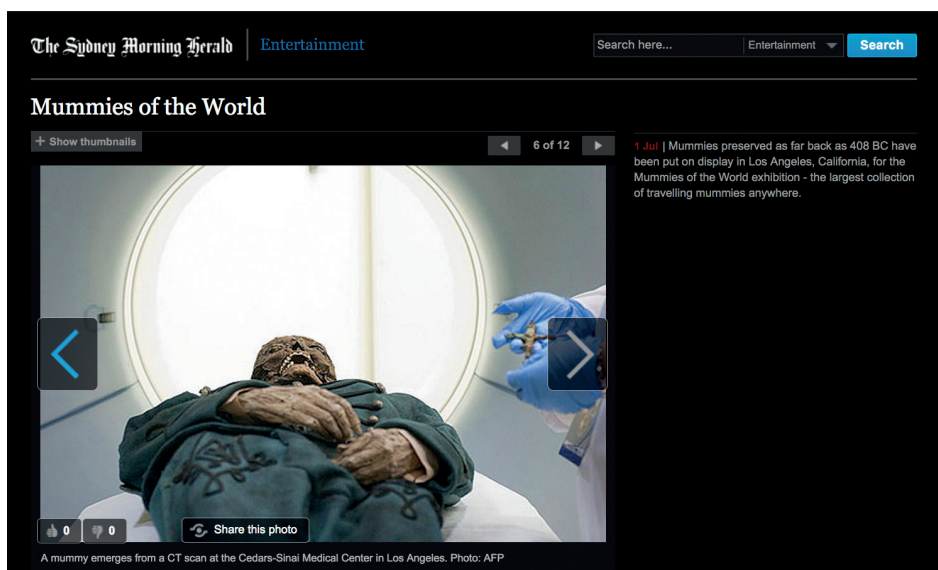 The Sydney Morning Herald
Entertainment
Search here...
Entertainment
Search
Mummies of the World
+ Show thumbnails
6 of 12
1 Jul | Mummies preserved as far back as 408 BC have
been put on display in Los Angeles, California, for the
Mummies of the World exhibition - the largest collection
of travelling mummies anywhere.
0
0
Share this photo
A mummy emerges from a CT scan at the Cedars-Sinai Medical Center in Los Angeles. Photo: AFP